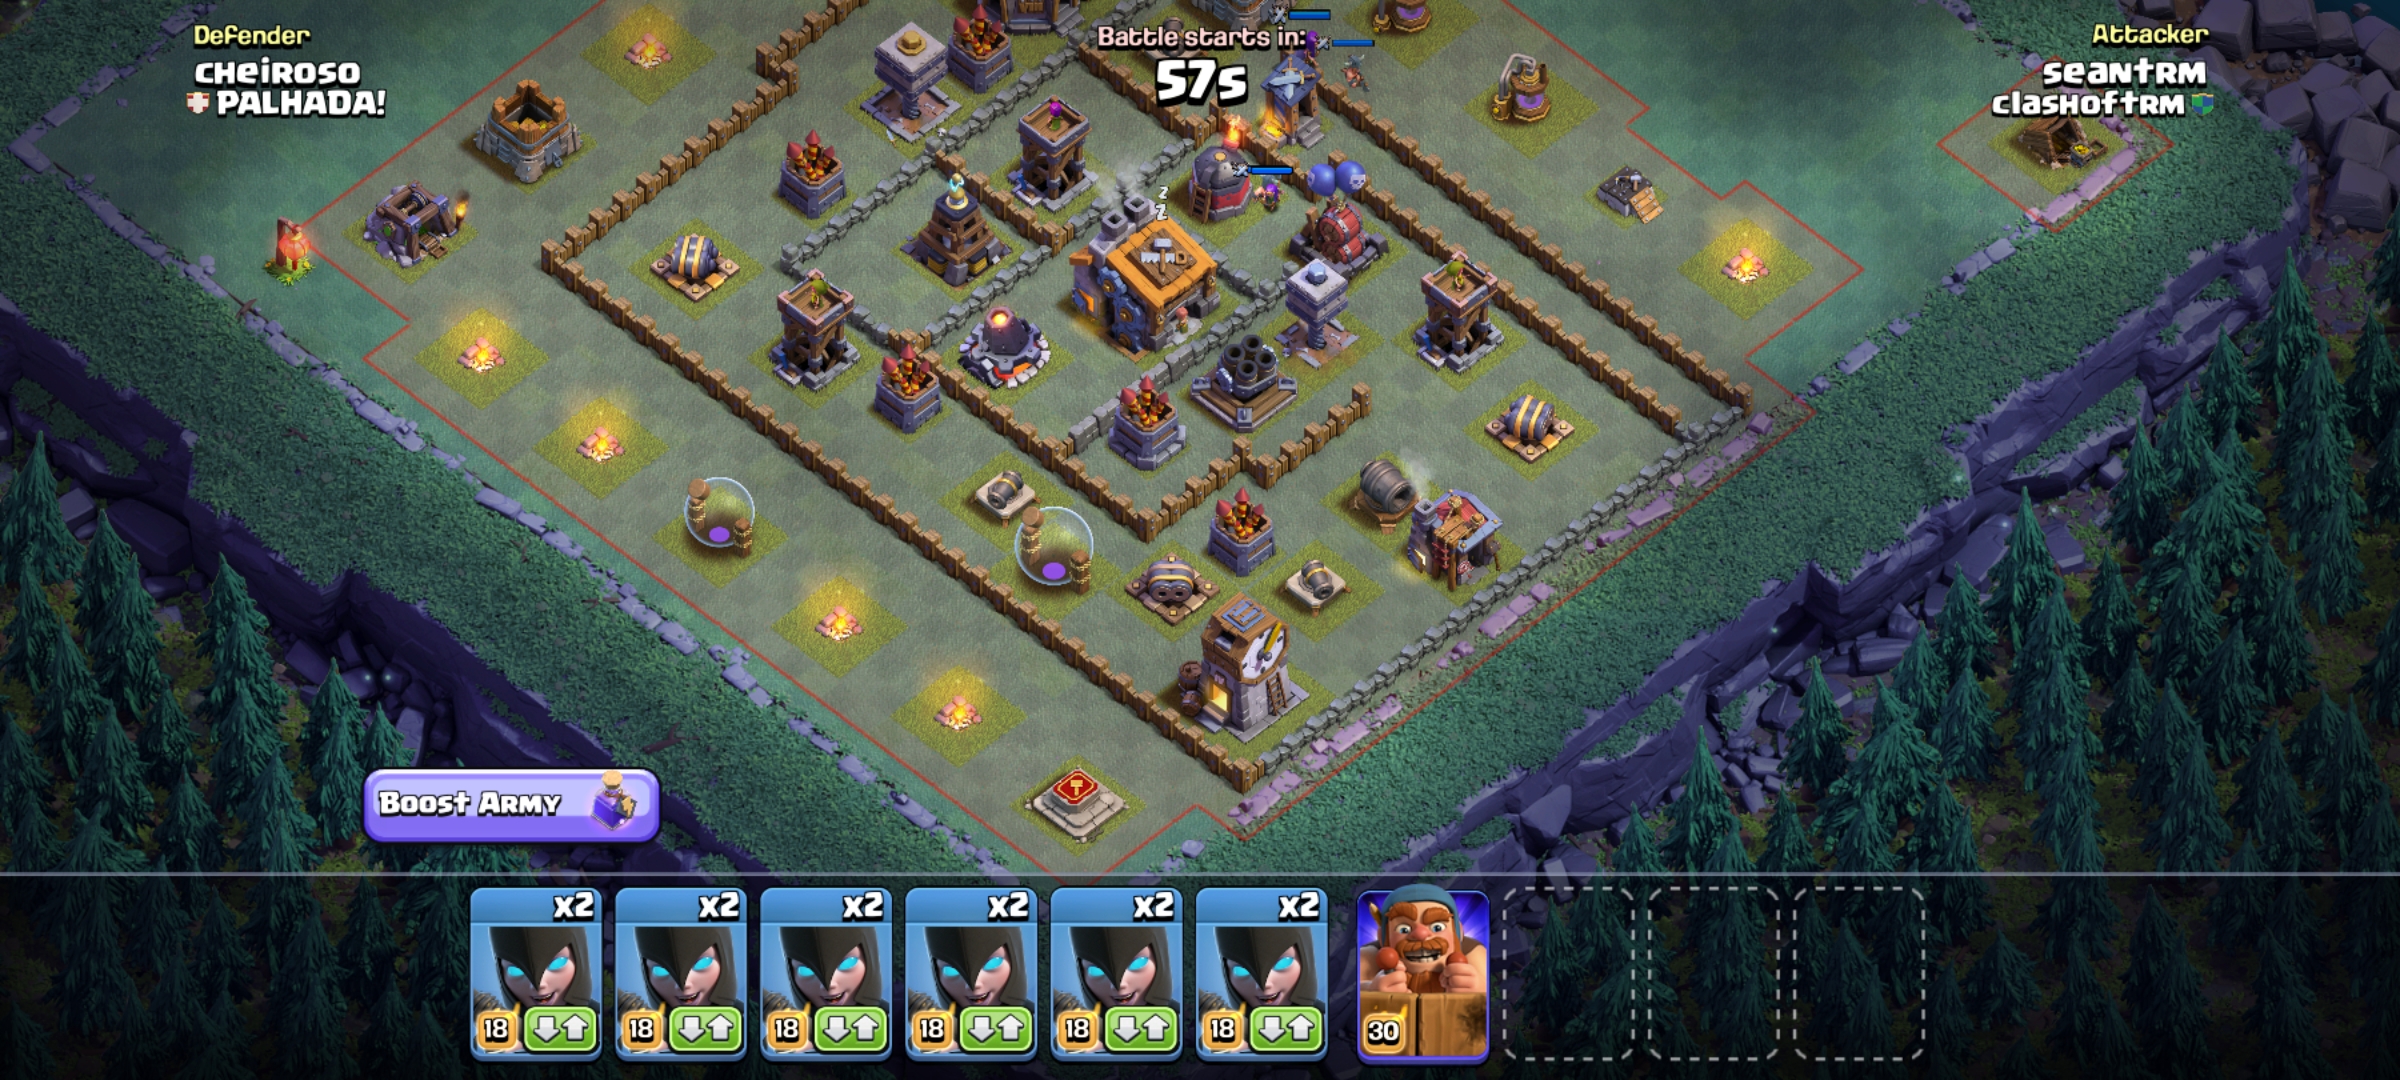 Defender
CHeiROSO
PALHADA!
Battle starts in:
57s
Attacker
seantRM
clashoftRM
z
z
Boost Army
x2
x2
x2
x2
x2
x2
18
18
18
18
18
18
30